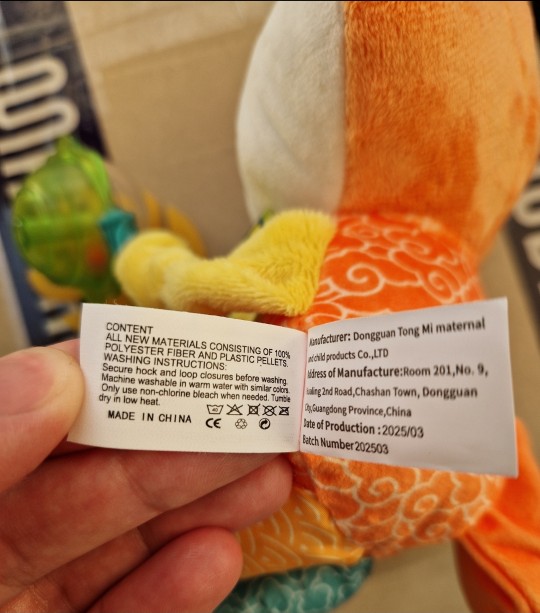 CONTENT
ALL NEW MATERIALS CONSISTING OF 100%
POLYESTER FIBER AND PLASTIC PELLETS.
WASHING INSTRUCTIONS:
Secure hook and loop closures before washing.
Machine washable in warm water with similar colors.
Only use non-chlorine bleach when needed. Tumble
dry in low heat.
MADE IN CHINA
CE
Manufacturer: Dongguan Tong Mi maternal
and child products Co.,LTD
Address of Manufacture:Room 201,No. 9,
2nd Road,Chashan Town, Dongguan
City,Guangdong Province,China
Date of Production :2025/03
Batch Number202503